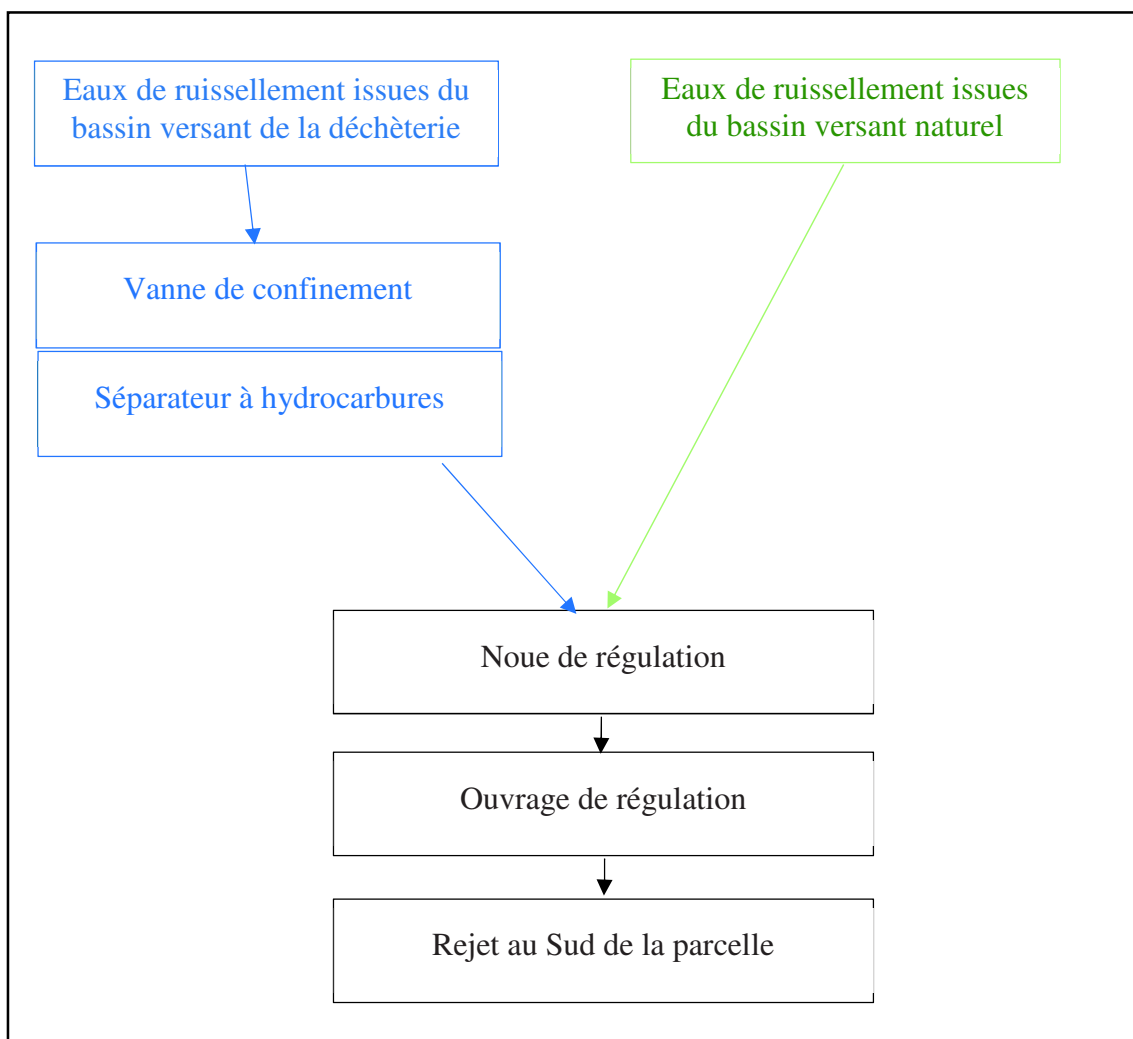 Eaux de ruissellement issues du
bassin versant de la déchèterie
Eaux de ruissellement issues
du bassin versant naturel
Vanne de confinement
Séparateur à hydrocarbures
Noue de régulation
Ouvrage de régulation
Rejet au Sud de la parcelle